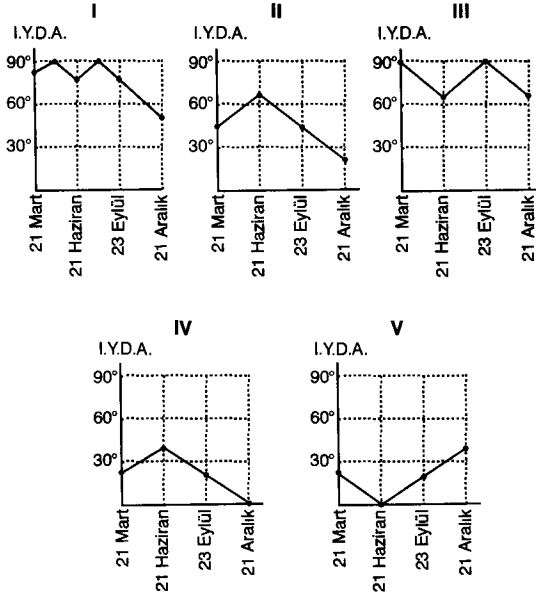 I
I.Y.D.A.
90°
60°
30°
21 Mart
21 Haziran
23 Eylül
21 Aralık
II
I.Y.D.A.
90°
60°
30°
21 Mart
21 Haziran
23 Eylül
21 Aralık
III
I.Y.D.A.
90°
60°
30°
21 Mart
21 Haziran
23 Eylül
21 Aralık
IV
I.Y.D.A.
90°
60°
30°
21 Mart
21 Haziran
23 Eylül
21 Aralık
V
I.Y.D.A.
90°
60°
30°
21 Mart
21 Haziran
23 Eylül
21 Aralık